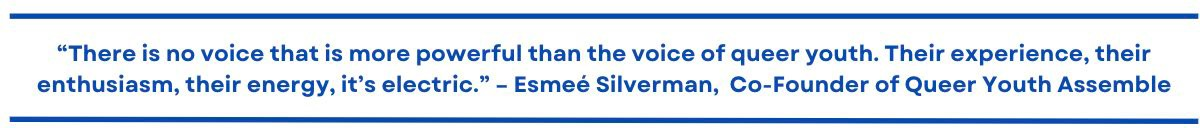 “There is no voice that is more powerful than the voice of queer youth. Their experience, their
enthusiasm, their energy, it’s electric.” – Esmeé Silverman,  Co-Founder of Queer Youth Assemble